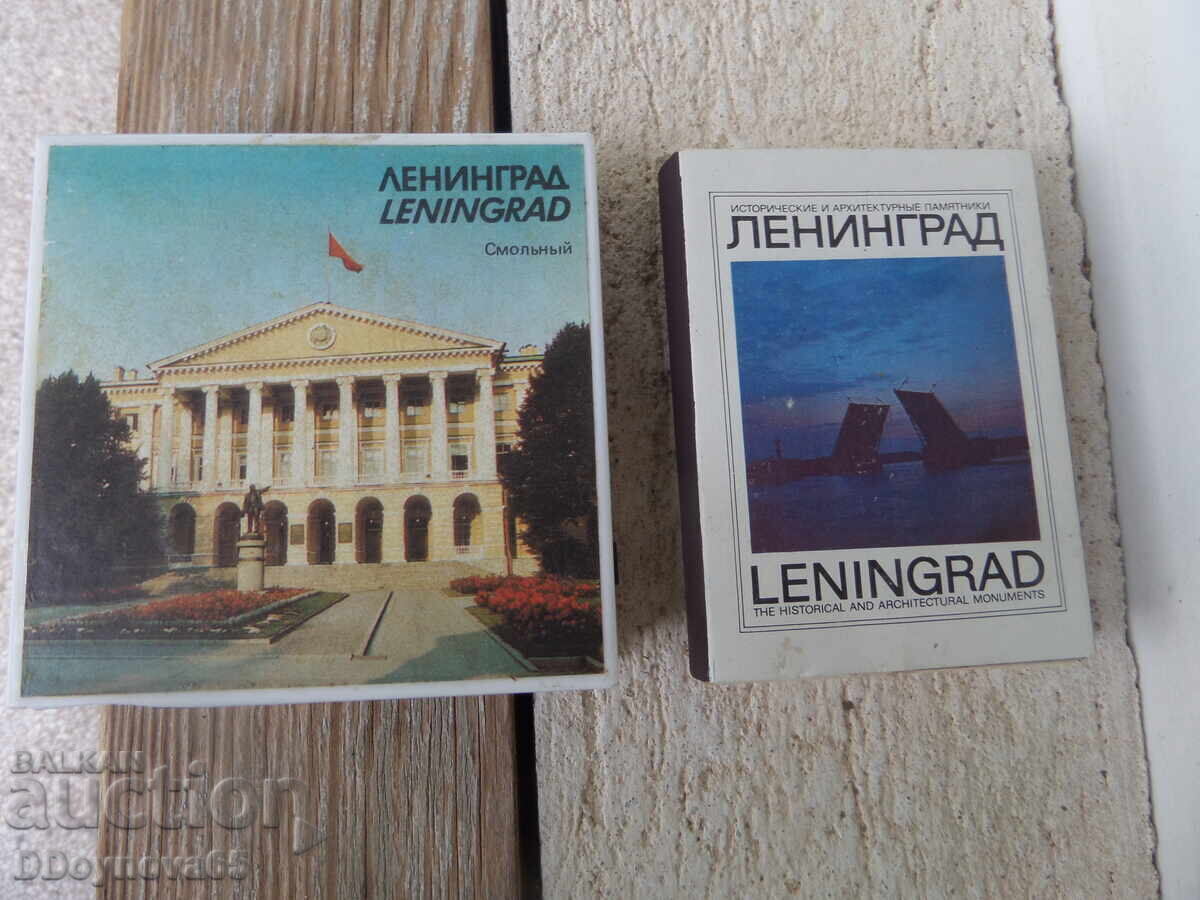 ЛЕНИНГРАД
LENINGRAD
Смольный
ИСТОРИЧЕСКИЕ И АРХИТЕКТУРНЫЕ ПАМЯТНИКИ
ЛЕНИНГРАД
LENINGRAD
THE HISTORICAL AND ARCHITECTURAL MONUMENTS
BALKAN
auction
DDoynova65